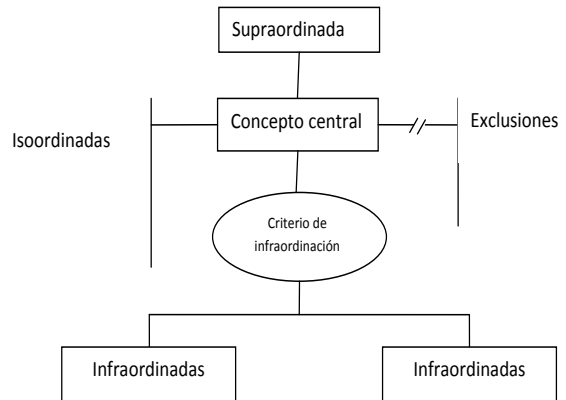 Supraordinada
Concepto central
Exclusiones
Isoordinadas
Criterio de
infraordinación
Infraordinadas
Infraordinadas